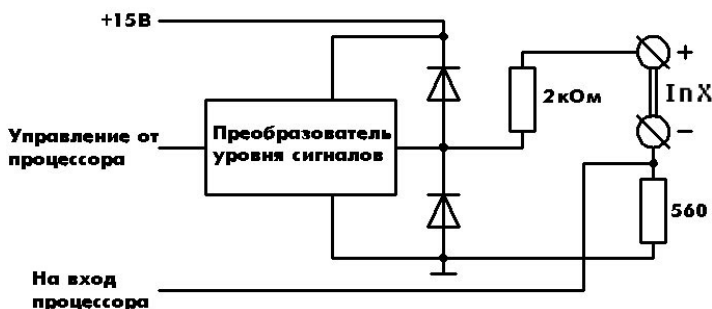 +15В
+
2кОм
InX
Управление от
процессора
Преобразователь
уровня сигналов
−
560
На вход
процессора